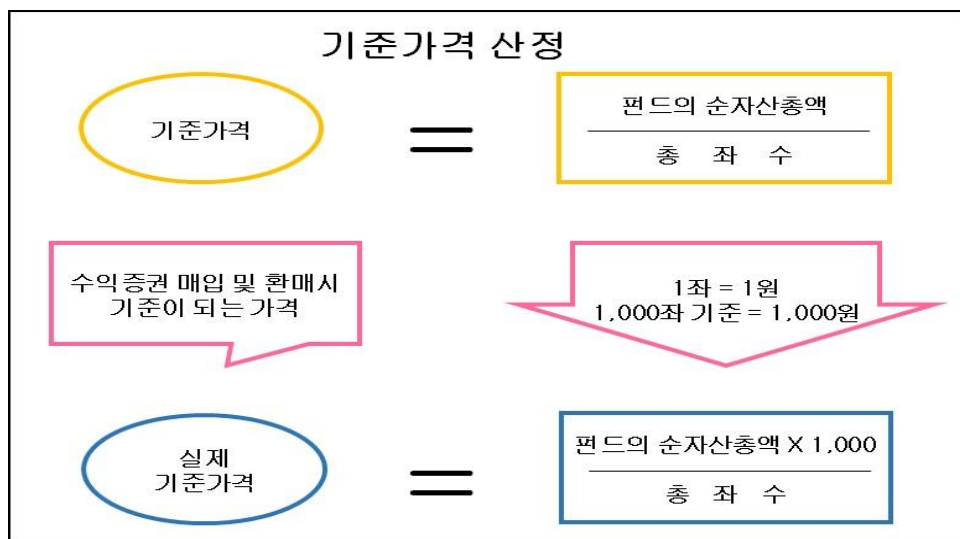 기준가격 산정
기준가격
=
펀드의 순자산총액
총 좌 수
수익증권 매입 및 환매시
기준이 되는 가격
1좌 = 1원
1,000좌 기준 = 1,000원
실제
기준가격
=
펀드의 순자산총액 X 1,000
총 좌 수